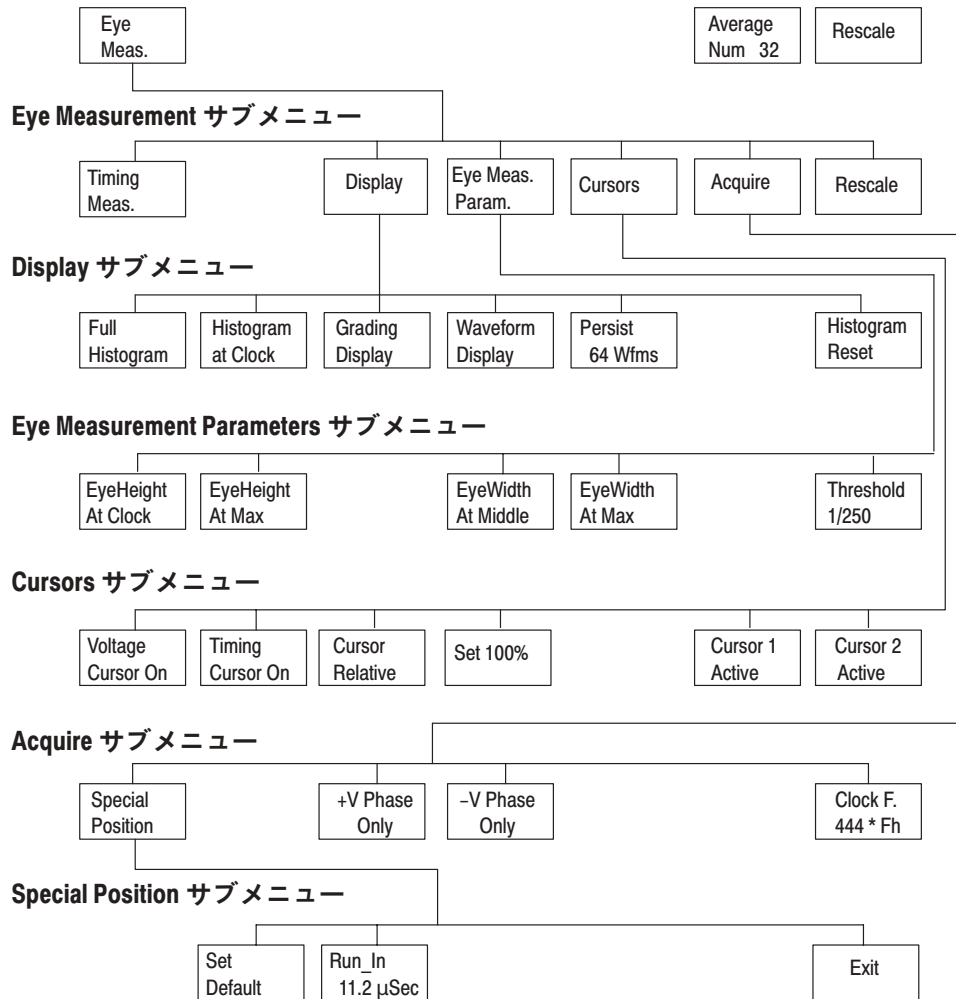 Eye
Meas.
Average
Num 32
Rescale
Eye Measurement サブメニュー
Timing
Meas.
Display
Eye Meas.
Param.
Cursors
Acquire
Rescale
Display サブメニュー
Full
Histogram
Histogram
at Clock
Grading
Display
Waveform
Display
Persist
64 Wfms
Histogram
Reset
Eye Measurement Parameters サブメニュー
EyeHeight
At Clock
EyeHeight
At Max
EyeWidth
At Middle
EyeWidth
At Max
Threshold
1/250
Cursors サブメニュー
Voltage
Cursor On
Timing
Cursor On
Cursor
Relative
Set 100%
Cursor 1
Active
Cursor 2
Active
Acquire サブメニュー
Special
Position
+V Phase
Only
–V Phase
Only
Clock F.
444 * Fh
Special Position サブメニュー
Set
Default
Run_In
11.2 µSec
Exit